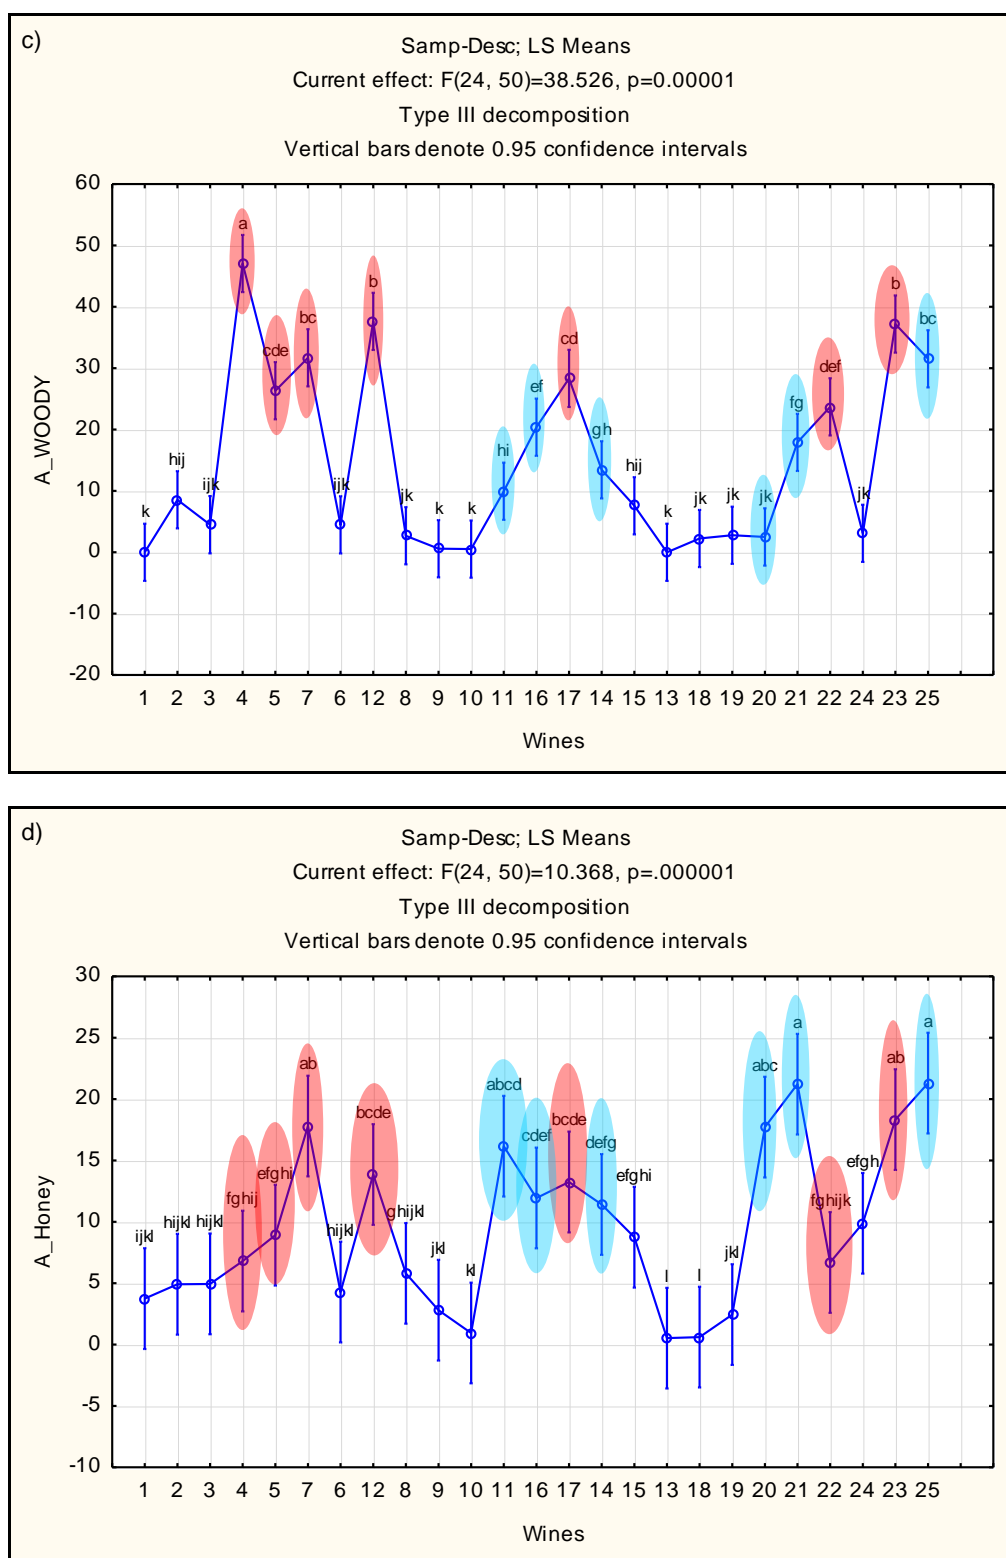 c)
Samp-Desc; LS Means
Current effect: F(24, 50)=38.526, p=0.00001
Type III decomposition
Vertical bars denote 0.95 confidence intervals
60
50
40
30
20
10
0
-10
-20
A_WOODY
k hij ijk a cde bc ijk b jk k k hi ef cd gh hij k jk jk jk fg def jk b bc
1 2 3 4 5 7 6 12 8 9 10 11 16 17 14 15 13 18 19 20 21 22 24 23 25
Wines
d)
Samp-Desc; LS Means
Current effect: F(24, 50)=10.368, p=.000001
Type III decomposition
Vertical bars denote 0.95 confidence intervals
30
25
20
15
10
5
0
-5
-10
A_Honey
ijkl hijkl hijkl fghij efghi ab hijkl bcde ghijkl jkl kl abcd cdef bcde defg efghi l l jkl abc a fghijk efgh ab a
1 2 3 4 5 7 6 12 8 9 10 11 16 17 14 15 13 18 19 20 21 22 24 23 25
Wines